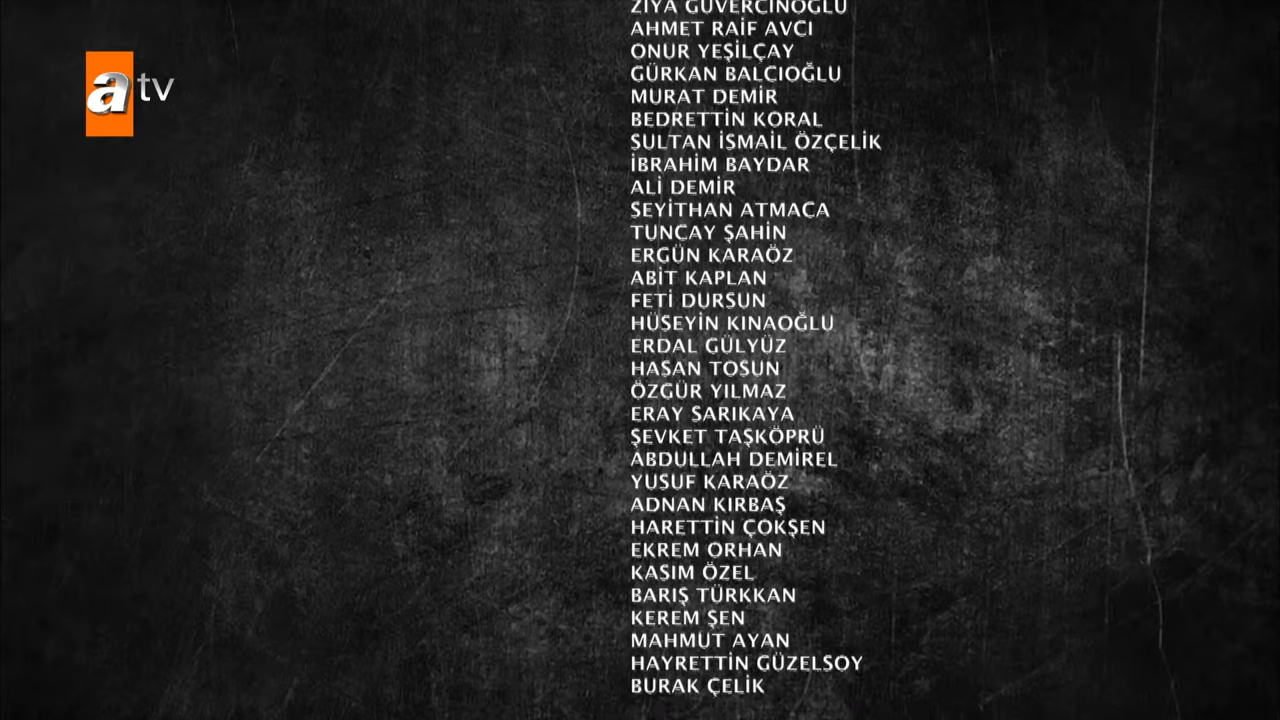 atv
ZİYA GÜVERCİNOĞLU
AHMET RAİF AVCI
ONUR YEŞİLÇAY
GÜRKAN BALCIOĞLU
MURAT DEMİR
BEDRETTİN KORAL
SULTAN İSMAİL ÖZÇELİK
İBRAHİM BAYDAR
ALİ DEMİR
SEYİTHAN ATMACA
TUNCAY ŞAHİN
ERGÜN KARAÖZ
ABİT KAPLAN
FETİ DURSUN
HÜSEYİN KINAOĞLU
ERDAL GÜLYÜZ
HASAN TOSUN
ÖZGÜR YILMAZ
ERAY SARIKAYA
ŞEVKET TAŞKÖPRÜ
ABDULLAH DEMİREL
YUSUF KARAÖZ
ADNAN KIRBAŞ
HARETTİN ÇOKŞEN
EKREM ORHAN
KASIM ÖZEL
BARIŞ TÜRKKAN
KEREM ŞEN
MAHMUT AYAN
HAYRETTİN GÜZELSOY
BURAK ÇELİK